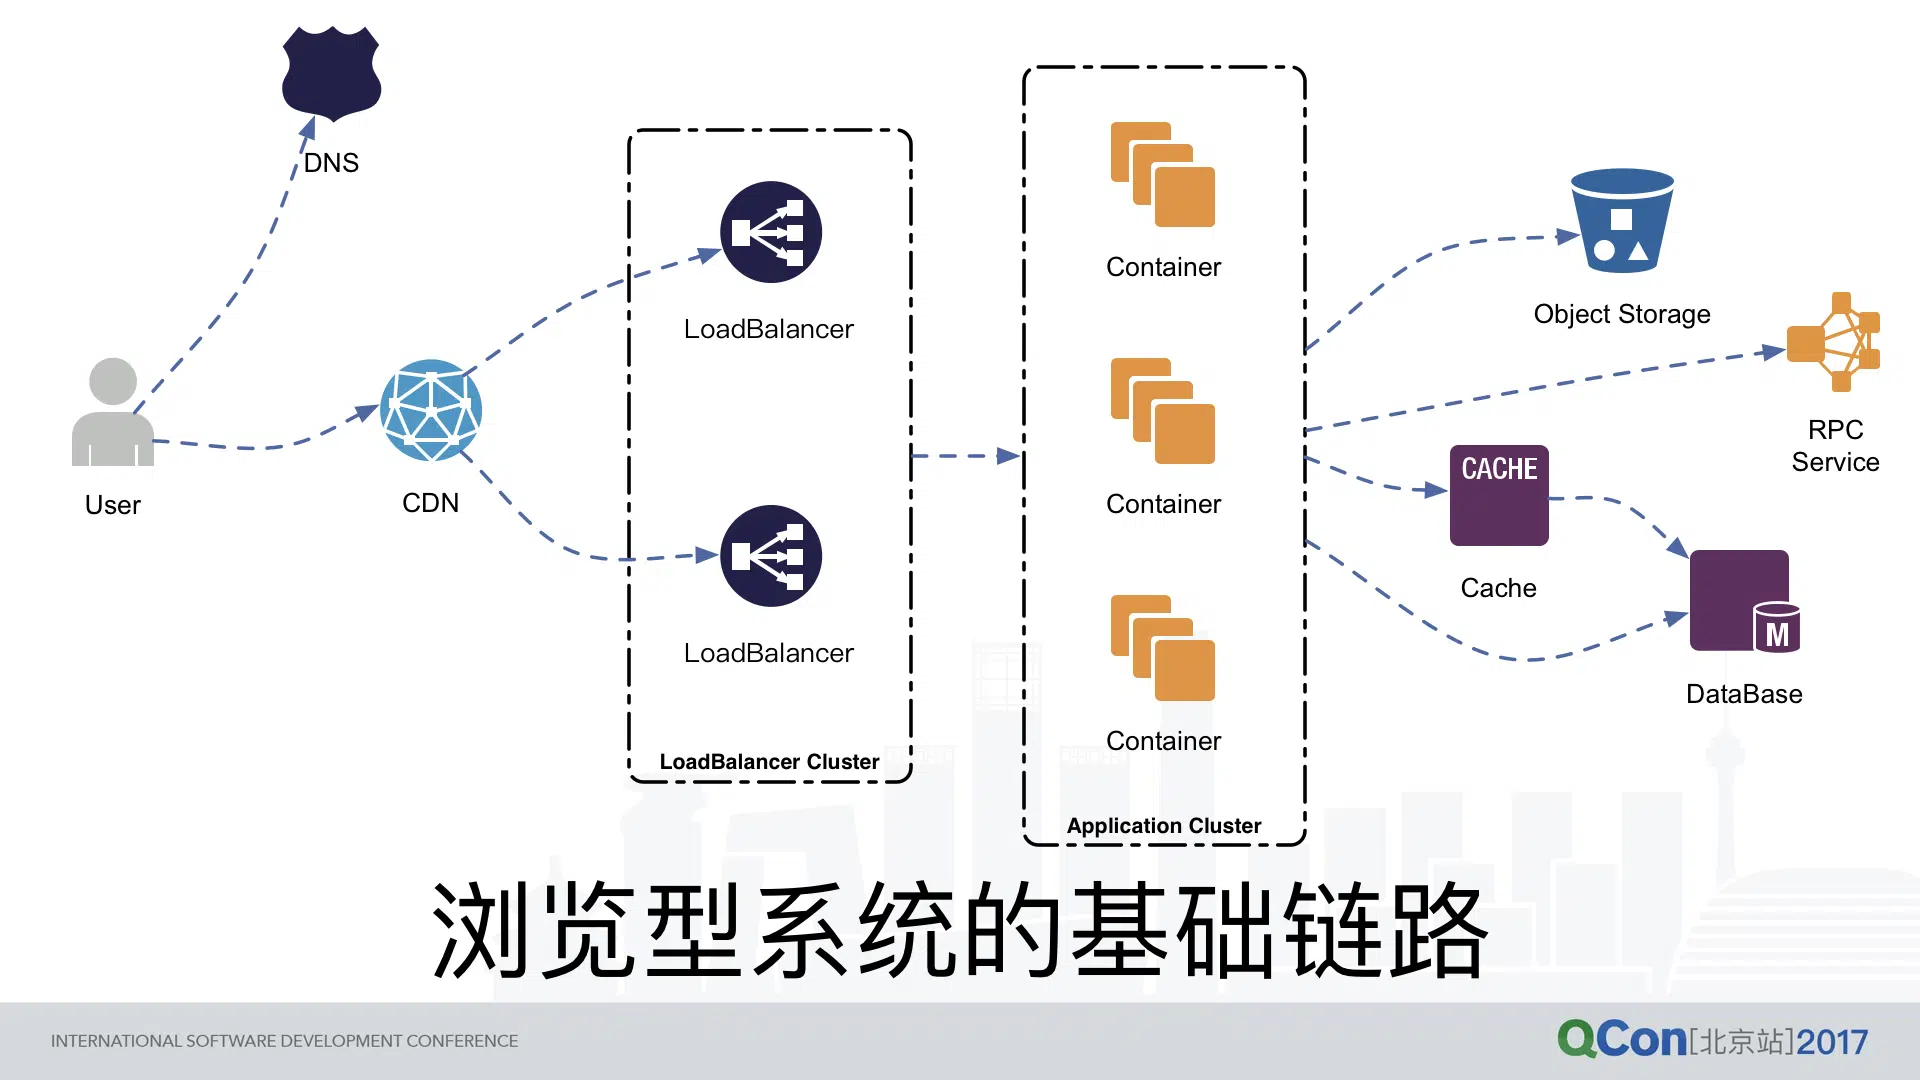 DNS
User
CDN
LoadBalancer
LoadBalancer
LoadBalancer Cluster
Container
Container
Container
Application Cluster
Object Storage
RPC
Service
CACHE
Cache
M
DataBase
浏览型系统的基础链路
INTERNATIONAL SOFTWARE DEVELOPMENT CONFERENCE
QCon[北京站]2017